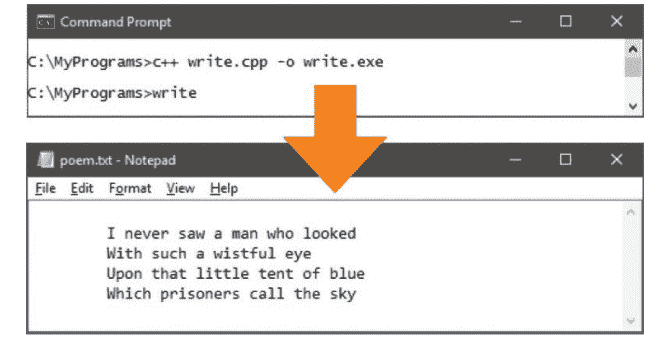 Command Prompt
C:\MyPrograms>c++ write.cpp -o write.exe
C:\MyPrograms>write
poem.txt - Notepad
File Edit Format View Help
I never saw a man who looked
With such a wistful eye
Upon that little tent of blue
Which prisoners call the sky